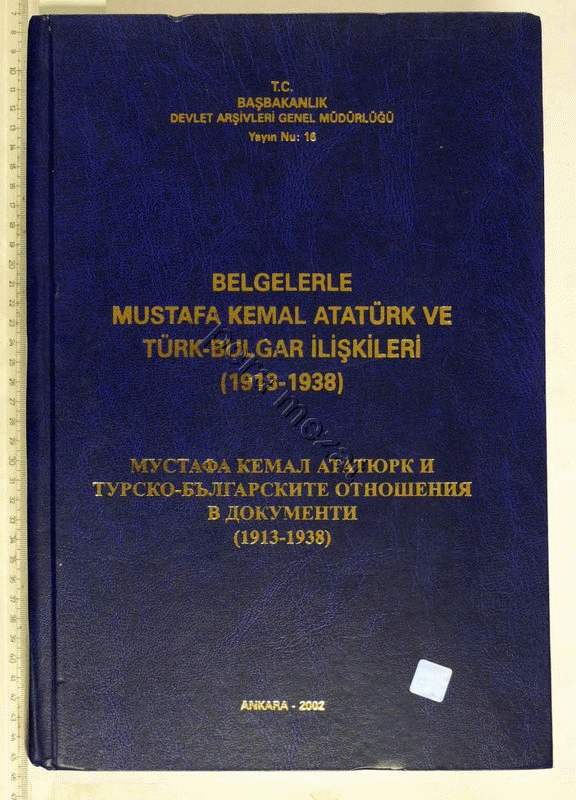 T.C.
BAŞBAKANLIK
DEVLET ARŞİVLERİ GENEL MÜDÜRLÜĞÜ
Yayın Nu: 16
BELGELERLE
MUSTAFA KEMAL ATATÜRK VE
TÜRK-BULGAR İLİŞKİLERİ
(1913-1938)
МУСТАФА КЕМАЛ АТАТЮРК И
ТУРСКО-БЪЛГАРСКИТЕ ОТНОШЕНИЯ
В ДОКУМЕНТИ
(1913-1938)
ANKARA - 2002